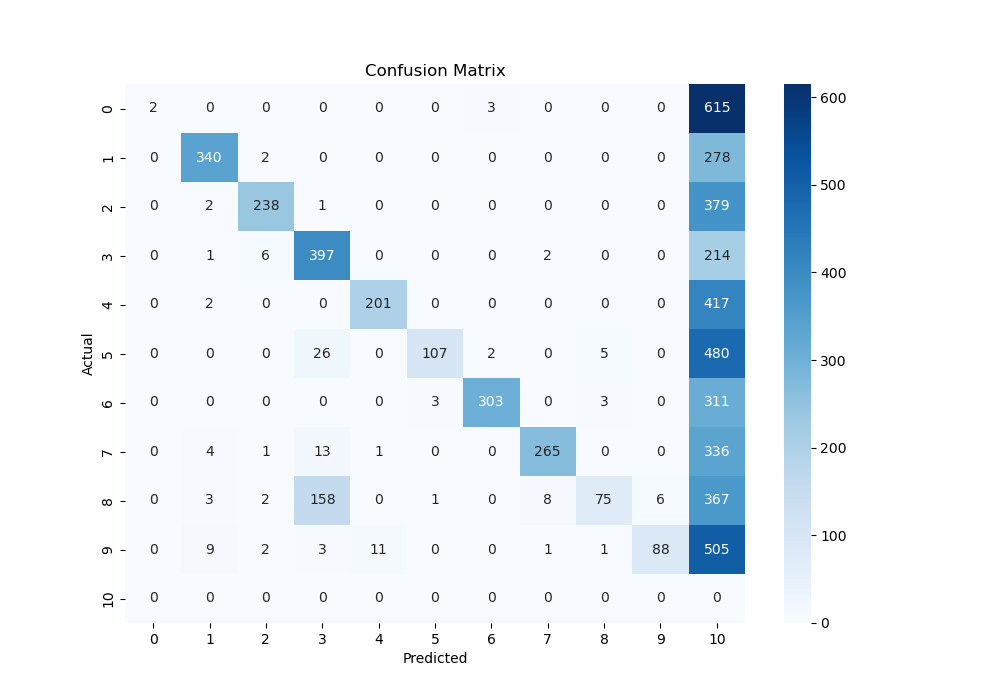 Confusion Matrix
0 2 0 0 0 0 0 3 0 0 0 615
1 0 340 2 0 0 0 0 0 0 0 278
2 0 2 238 1 0 0 0 0 0 0 379
3 0 1 6 397 0 0 0 2 0 0 214
4 0 2 0 0 201 0 0 0 0 0 417
5 0 0 0 26 0 107 2 0 5 0 480
6 0 0 0 0 0 3 303 0 3 0 311
7 0 4 1 13 1 0 0 265 0 0 336
8 0 3 2 158 0 1 0 8 75 6 367
9 0 9 2 3 11 0 0 1 1 88 505
10 0 0 0 0 0 0 0 0 0 0 0
0 1 2 3 4 5 6 7 8 9 10
Predicted
Actual
600
500
400
300
200
100
0